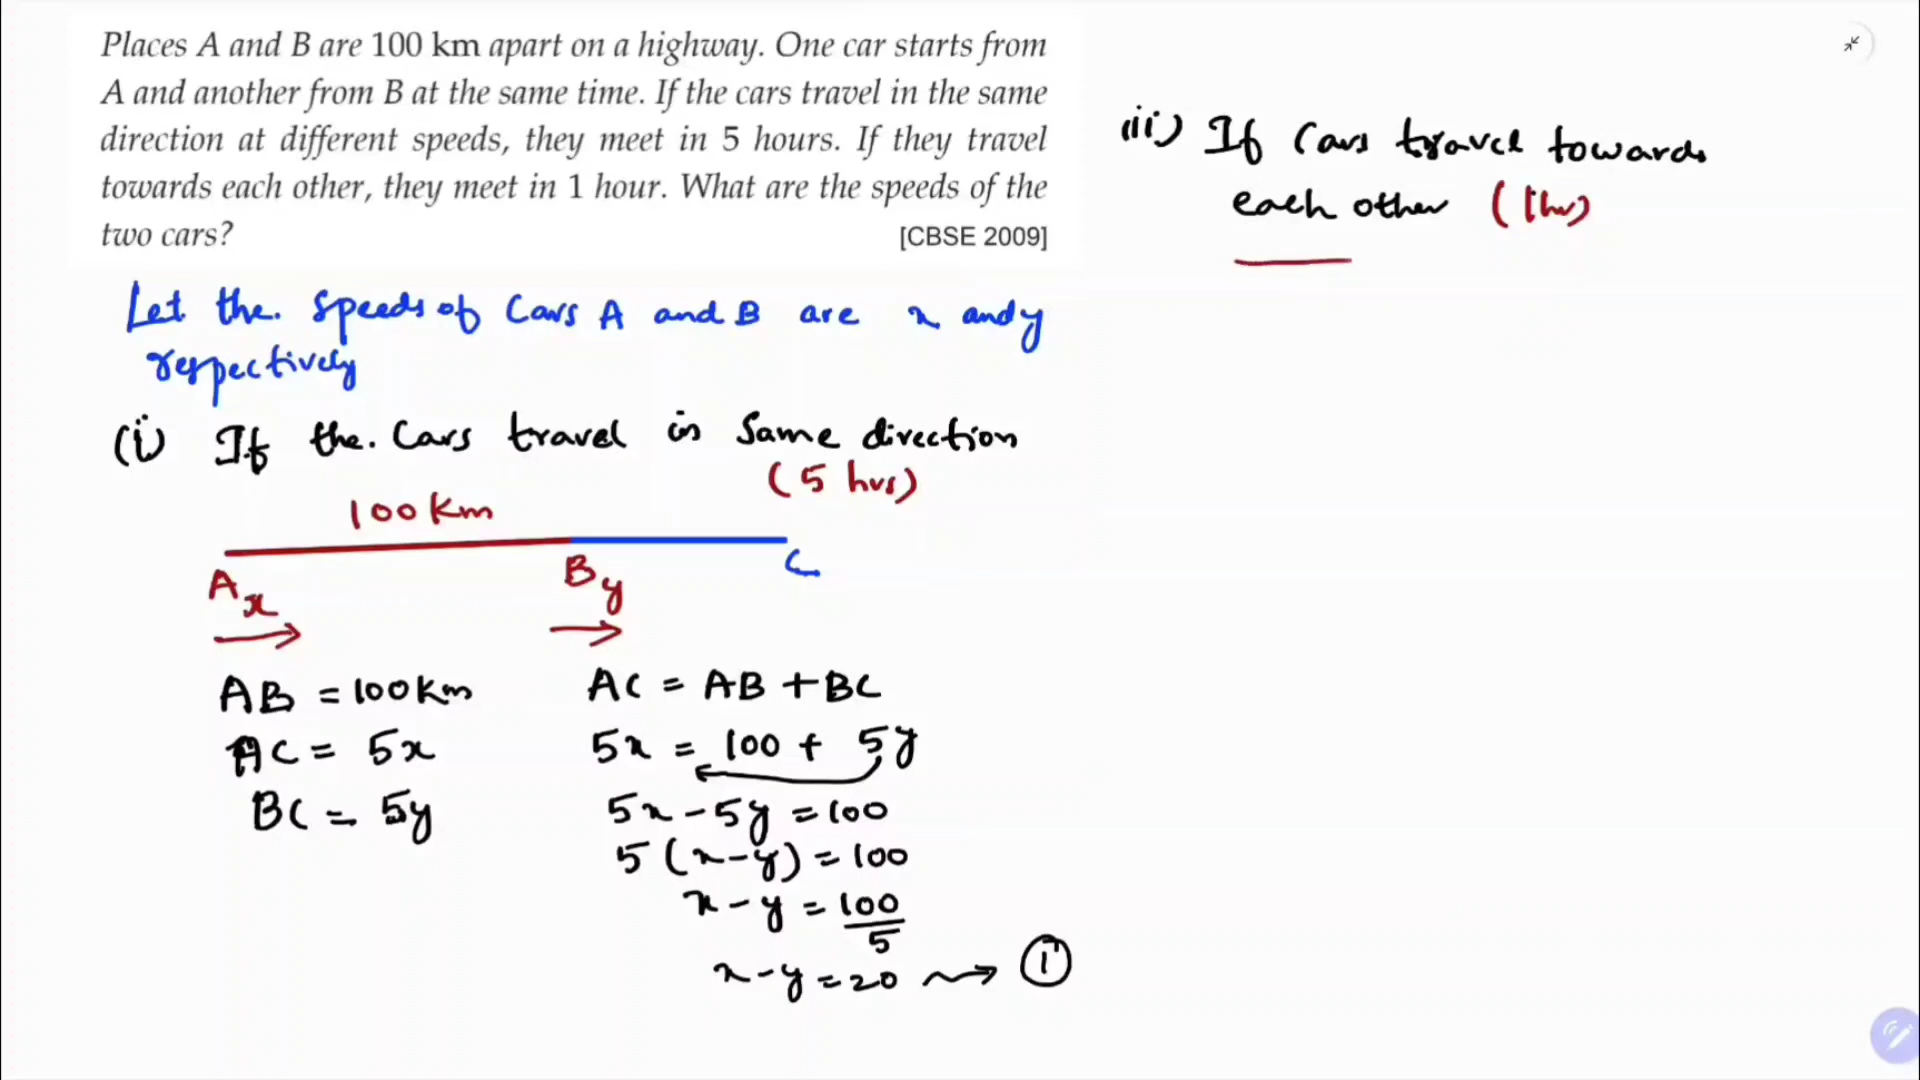 Places A and B are 100 km apart on a highway. One car starts from
A and another from B at the same time. If the cars travel in the same
direction at different speeds, they meet in 5 hours. If they travel
towards each other, they meet in 1 hour. What are the speeds of the
two cars? [CBSE 2009]
Let the. speeds of Cars A and B are x and y
respectively
(i) If the. Cars travel in Same direction
(5 hrs)
100 Km
A x B y C
AB = 100 Km
AC = 5x
BC = 5y
AC = AB + BC
5x = 100 + 5y
5x - 5y = 100
5 (x - y) = 100
x - y = 100/5
x - y = 20 → 1
(ii) If Cars travel towards
each other (1hr)